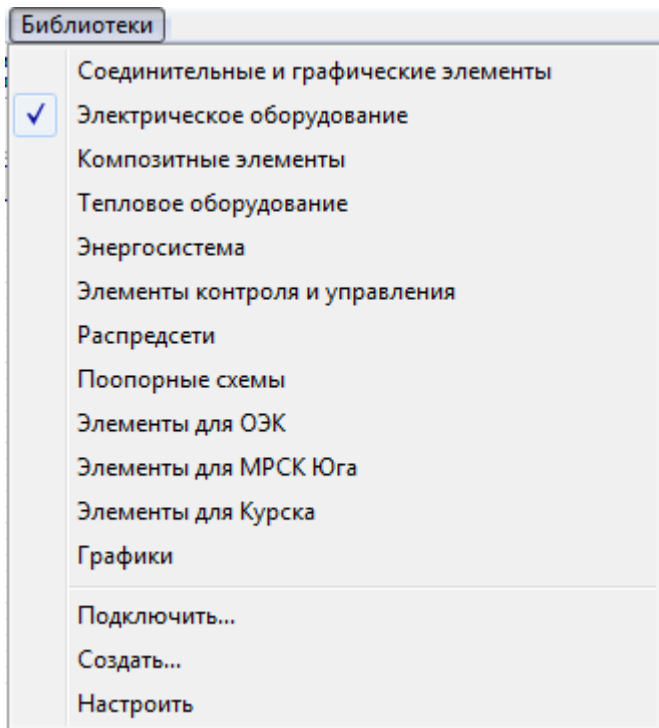 Библиотеки
Соединительные и графические элементы
Электрическое оборудование
Композитные элементы
Тепловое оборудование
Энергосистема
Элементы контроля и управления
Распредсети
Поопорные схемы
Элементы для ОЭК
Элементы для МРСК Юга
Элементы для Курска
Графики
Подключить...
Создать...
Настроить